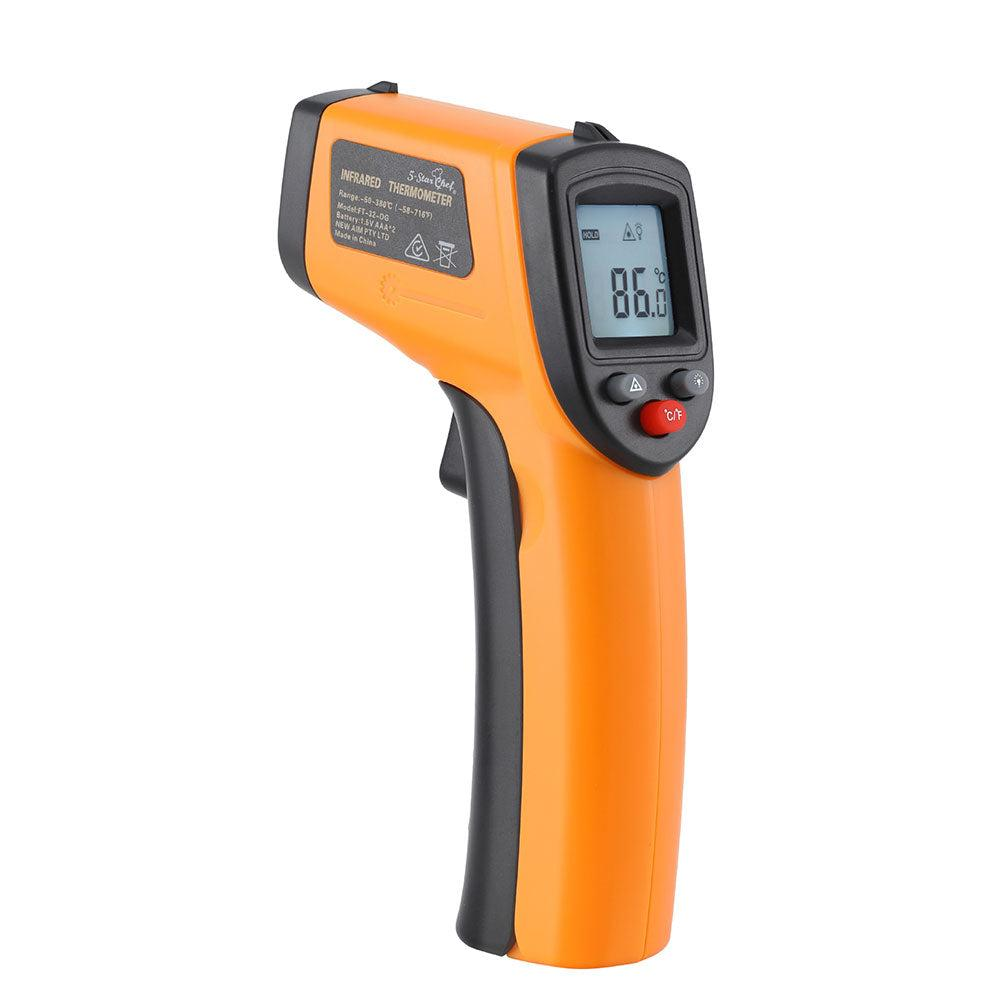 5-Star Chef®
INFRARED THERMOMETER
Range:-50-380℃ (-58-716℉)
Model:FT-32-OG
Battery:1.5V AAA*2
NEW AIM PTY LTD
Made in China
HOLD
°C
86.0
°C/°F